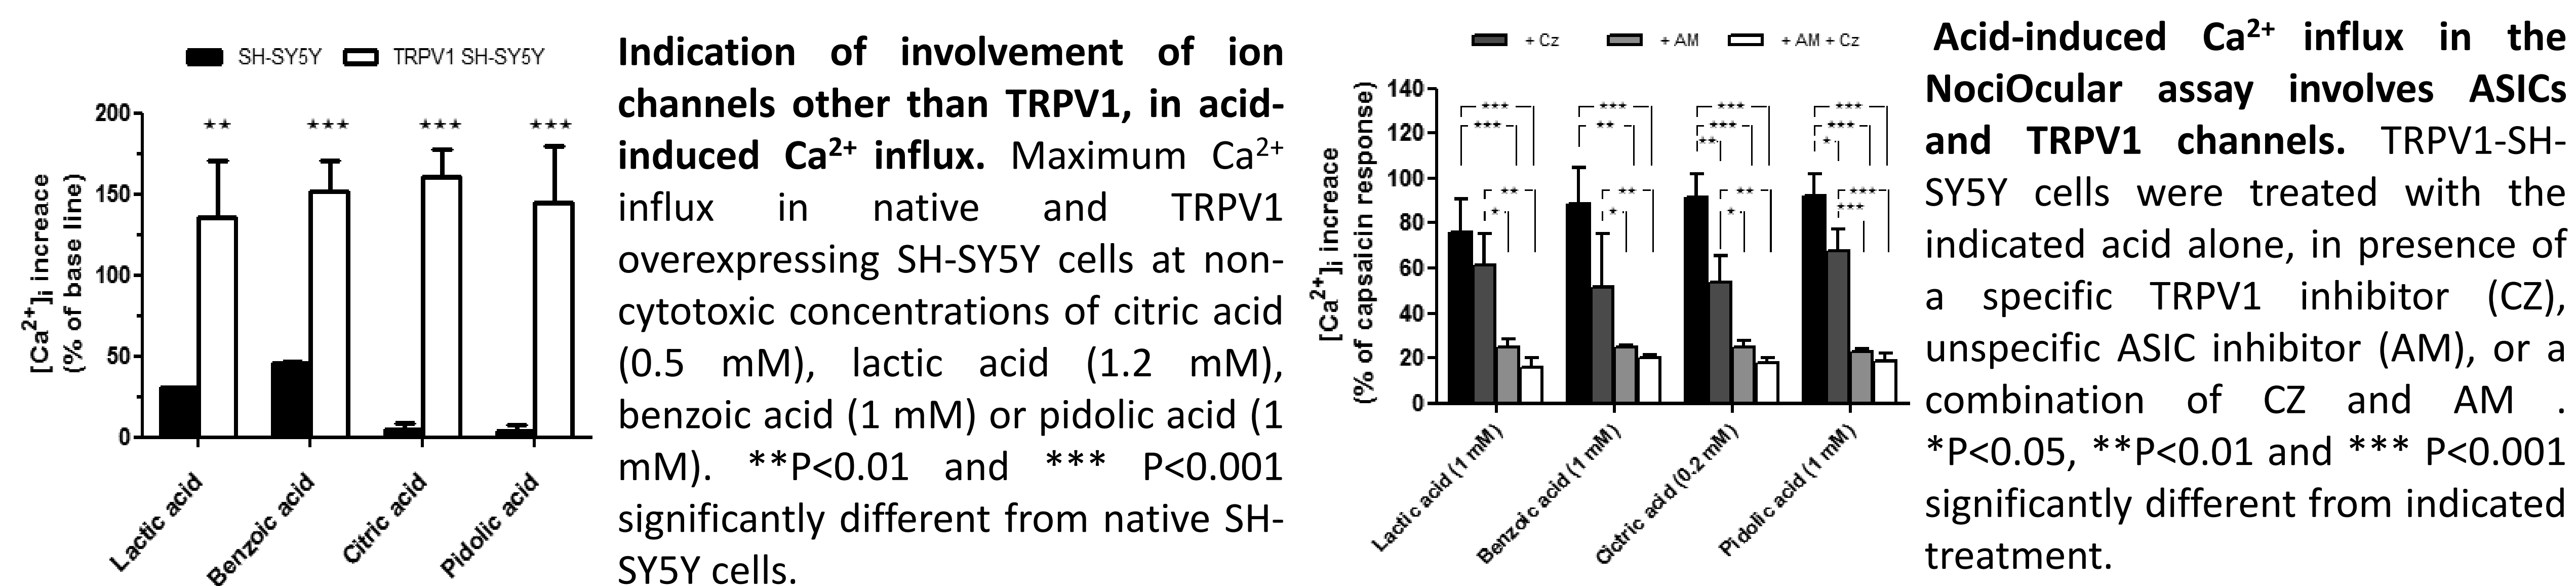 SH-SY5Y TRPV1 SH-SY5Y
[Ca2+]i increace
(% of base line)
200
150
100
50
0
** *** *** ***
Lactic acid
Benzoic acid
Citric acid
Pidolic acid
Indication of involvement of ion
channels other than TRPV1, in acid-
induced Ca2+ influx. Maximum Ca2+
influx in native and TRPV1
overexpressing SH-SY5Y cells at non-
cytotoxic concentrations of citric acid
(0.5 mM), lactic acid (1.2 mM),
benzoic acid (1 mM) or pidolic acid (1
mM). **P<0.01 and *** P<0.001
significantly different from native SH-
SY5Y cells.
+ Cz + AM + AM + Cz
[Ca2+]i increace
(% of capsaicin response)
140
120
100
80
60
40
20
0
*** *** *** ***
*** ** *** ***
** *
** ** ** ***
* * * ***
Lactic acid (1 mM)
Benzoic acid (1 mM)
Cictric acid (0.2 mM)
Pidolic acid (1 mM)
Acid-induced Ca2+ influx in the
NociOcular assay involves ASICs
and TRPV1 channels. TRPV1-SH-
SY5Y cells were treated with the
indicated acid alone, in presence of
a specific TRPV1 inhibitor (CZ),
unspecific ASIC inhibitor (AM), or a
combination of CZ and AM .
*P<0.05, **P<0.01 and *** P<0.001
significantly different from indicated
treatment.